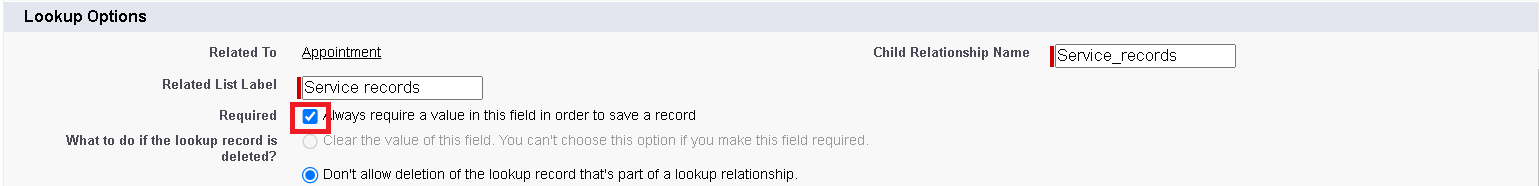 Lookup Options
Related To Appointment Child Relationship Name Service_records
Related List Label Service records
Required Always require a value in this field in order to save a record
What to do if the lookup record is deleted? Clear the value of this field. You can't choose this option if you make this field required.
Don't allow deletion of the lookup record that's part of a lookup relationship.